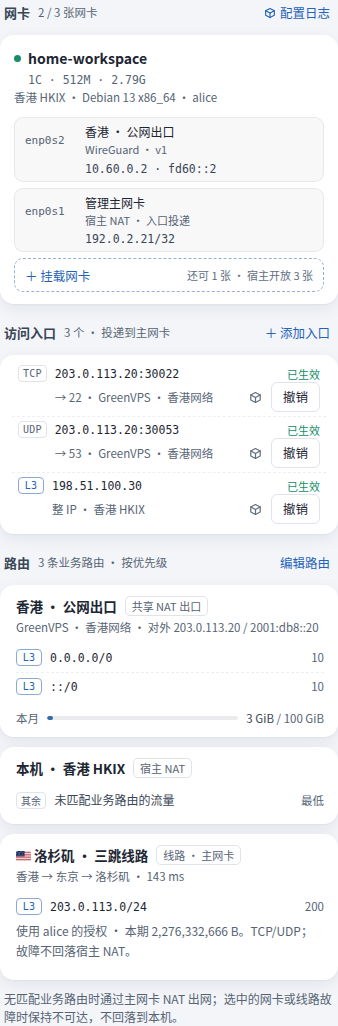 网卡 2 / 3 张网卡 配置日志
home-workspace
1C · 512M · 2.79G
香港 HKIX · Debian 13 x86_64 · alice
enp0s2 香港 · 公网出口
WireGuard · v1
10.60.0.2 · fd60::2
enp0s1 管理主网卡
宿主 NAT · 入口投递
192.0.2.21/32
＋ 挂载网卡 还可 1 张 · 宿主开放 3 张
访问入口 3 个 · 投递到主网卡 ＋ 添加入口
TCP 203.0.113.20:30022 已生效
→ 22 · GreenVPS · 香港网络 撤销
UDP 203.0.113.20:30053 已生效
→ 53 · GreenVPS · 香港网络 撤销
L3 198.51.100.30 已生效
整 IP · 香港 HKIX 撤销
路由 3 条业务路由 · 按优先级 编辑路由
香港 · 公网出口 共享 NAT 出口
GreenVPS · 香港网络 · 对外 203.0.113.20 / 2001:db8::20
L3 0.0.0.0/0 10
L3 ::/0 10
本月 3 GiB / 100 GiB
本机 · 香港 HKIX 宿主 NAT
其余 未匹配业务路由的流量 最低
洛杉矶 · 三跳线路 线路 · 主网卡
香港 → 东京 → 洛杉矶 · 143 ms
L3 203.0.113.0/24 200
使用 alice 的授权 · 本期 2,276,332,666 B。TCP/UDP；
故障不回落宿主 NAT。
无匹配业务路由时通过主网卡 NAT 出网；选中的网卡或线路故
障时保持不可达，不回落到本机。